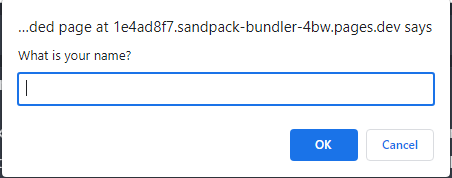 ...ded page at 1e4ad8f7.sandpack-bundler-4bw.pages.dev says
What is your name?
OK
Cancel